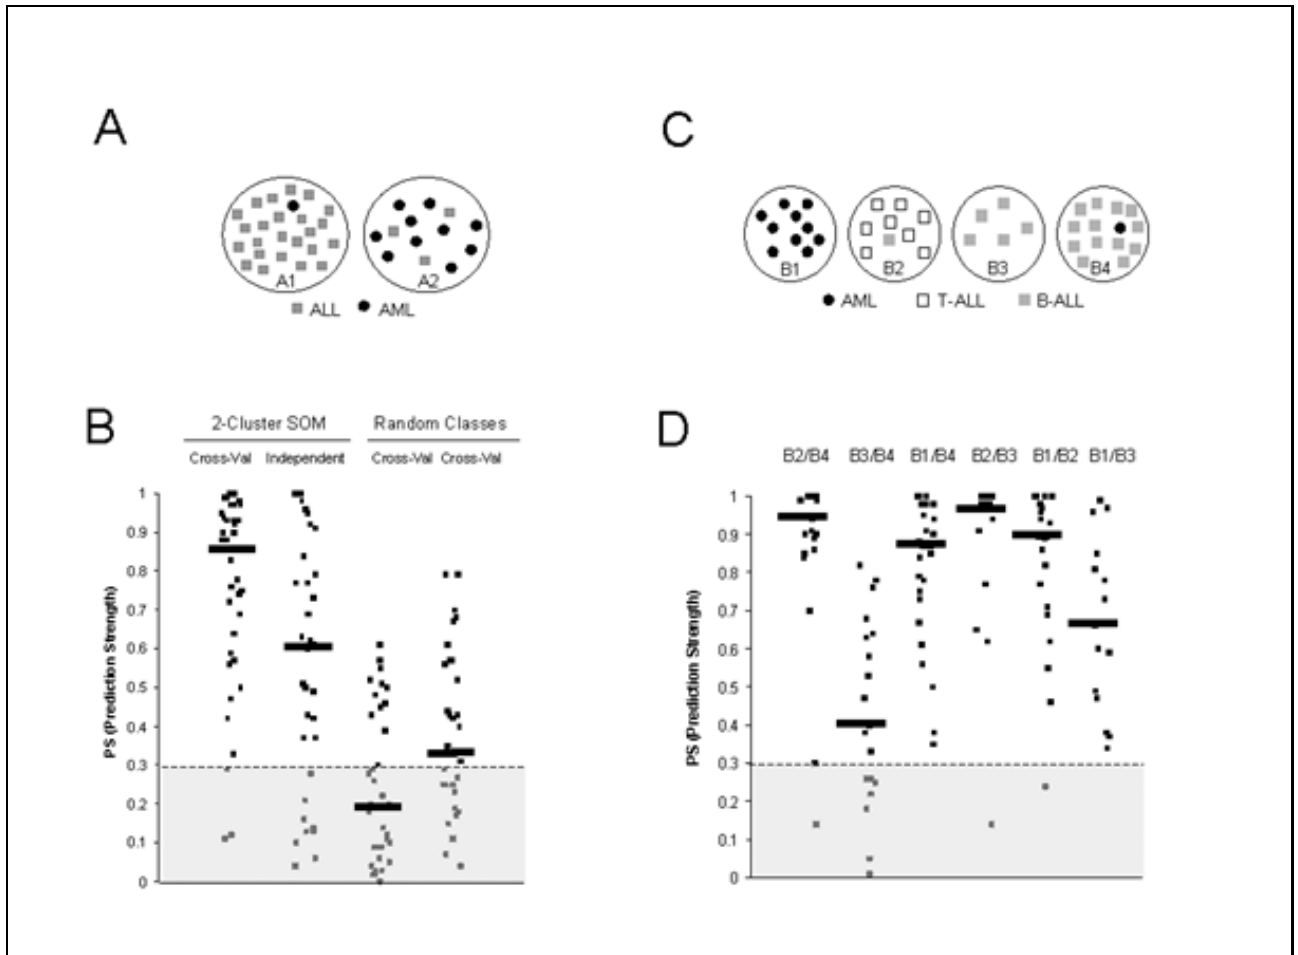 A
C
A1
A2
ALL
AML
B1
B2
B3
B4
AML
T-ALL
B-ALL
B
2-Cluster SOM
Random Classes
Cross-Val
Independent
Cross-Val
Cross-Val
PS (Prediction Strength)
1
0.9
0.8
0.7
0.6
0.5
0.4
0.3
0.2
0.1
0
D
B2/B4
B3/B4
B1/B4
B2/B3
B1/B2
B1/B3
PS (Prediction Strength)
1
0.9
0.8
0.7
0.6
0.5
0.4
0.3
0.2
0.1
0